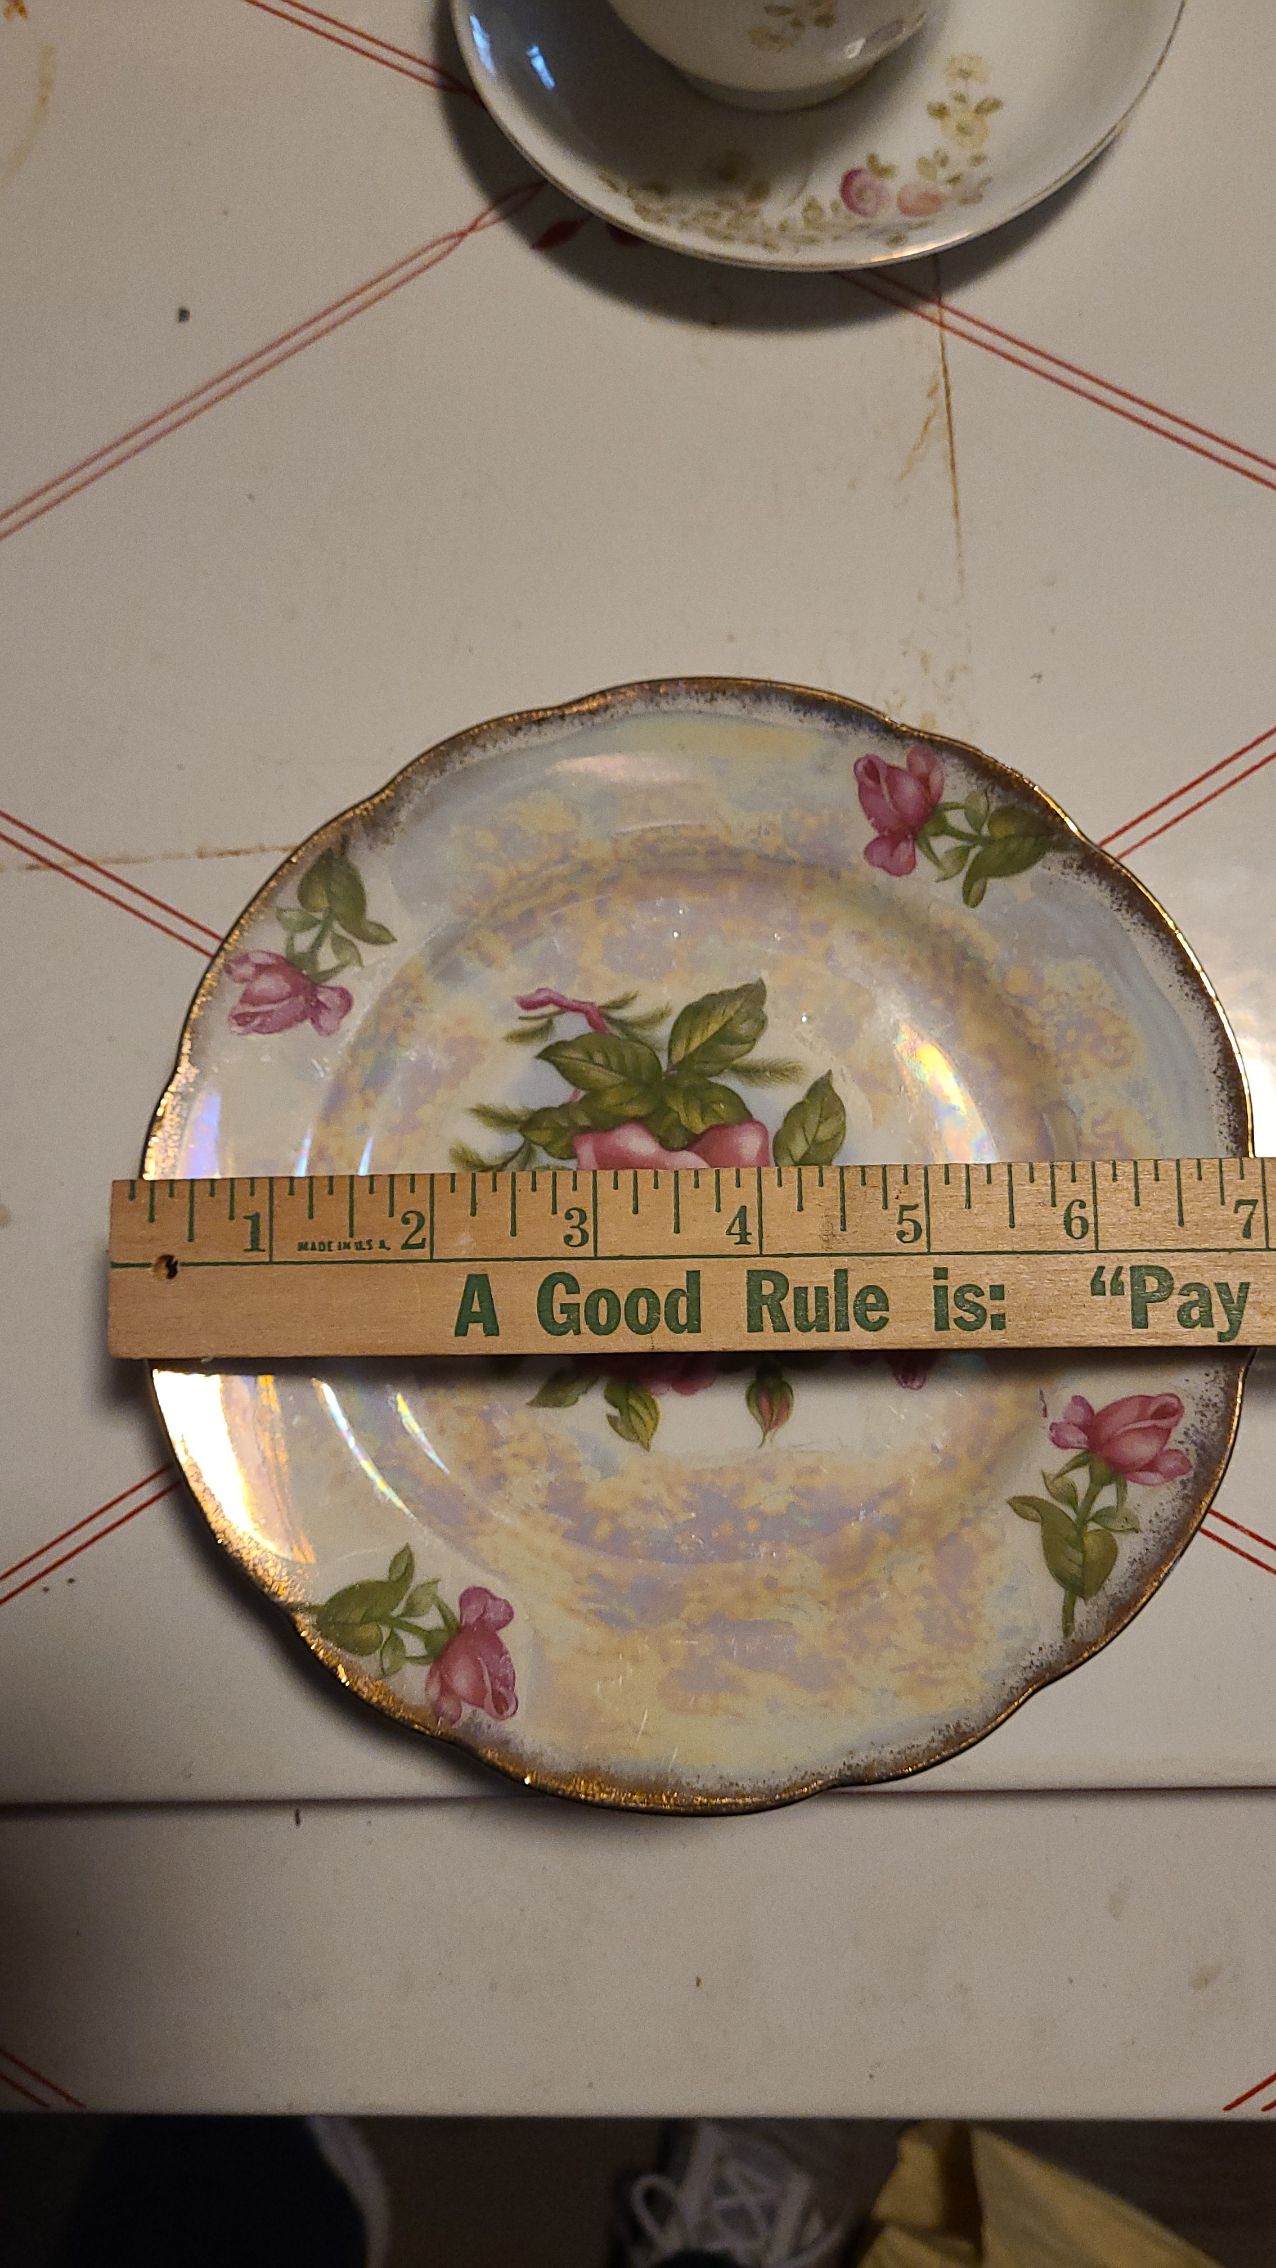 1 2 3 4 5 6 7
MADE IN U.S.A.
A Good Rule is: “Pay